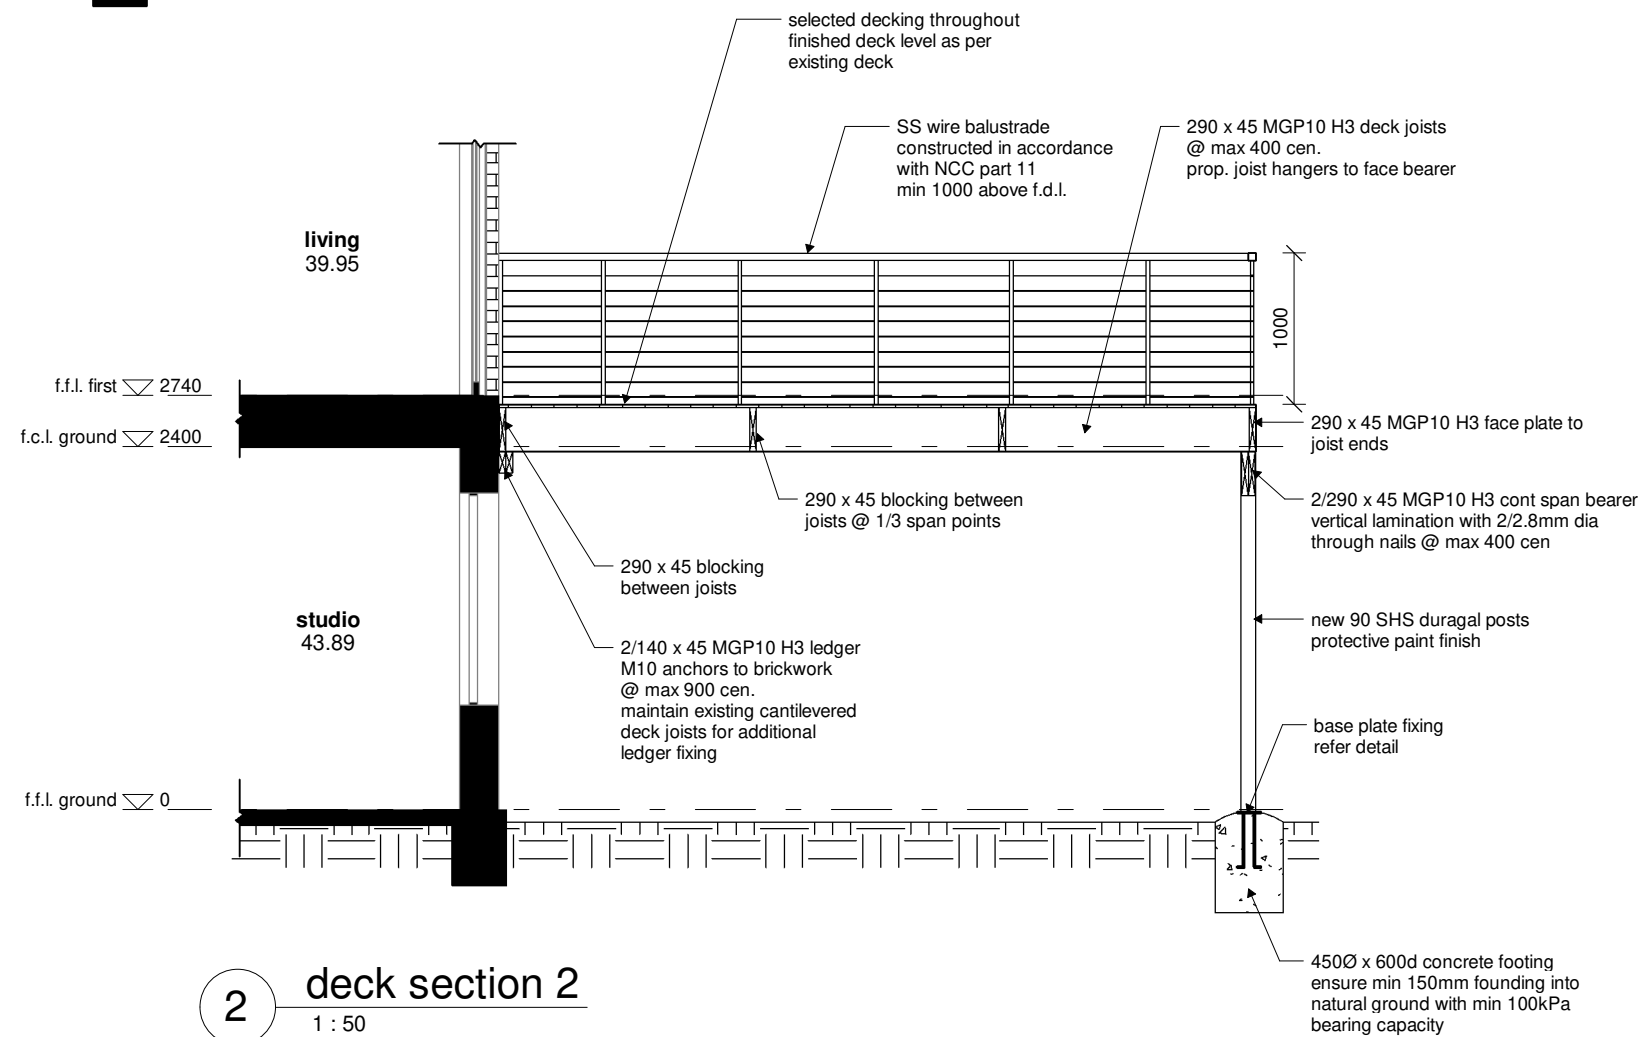 selected decking throughout
finished deck level as per
existing deck
SS wire balustrade
constructed in accordance
with NCC part 11
min 1000 above f.d.l.
290 x 45 MGP10 H3 deck joists
@ max 400 cen.
prop. joist hangers to face bearer
living
39.95
1000
f.f.l. first 2740
f.c.l. ground 2400
290 x 45 MGP10 H3 face plate to
joist ends
290 x 45 blocking between
joists @ 1/3 span points
2/290 x 45 MGP10 H3 cont span bearer
vertical lamination with 2/2.8mm dia
through nails @ max 400 cen
290 x 45 blocking
between joists
studio
43.89
new 90 SHS duragal posts
protective paint finish
2/140 x 45 MGP10 H3 ledger
M10 anchors to brickwork
@ max 900 cen.
maintain existing cantilevered
deck joists for additional
ledger fixing
base plate fixing
refer detail
f.f.l. ground 0
450Ø x 600d concrete footing
ensure min 150mm founding into
natural ground with min 100kPa
bearing capacity
2 deck section 2
1 : 50